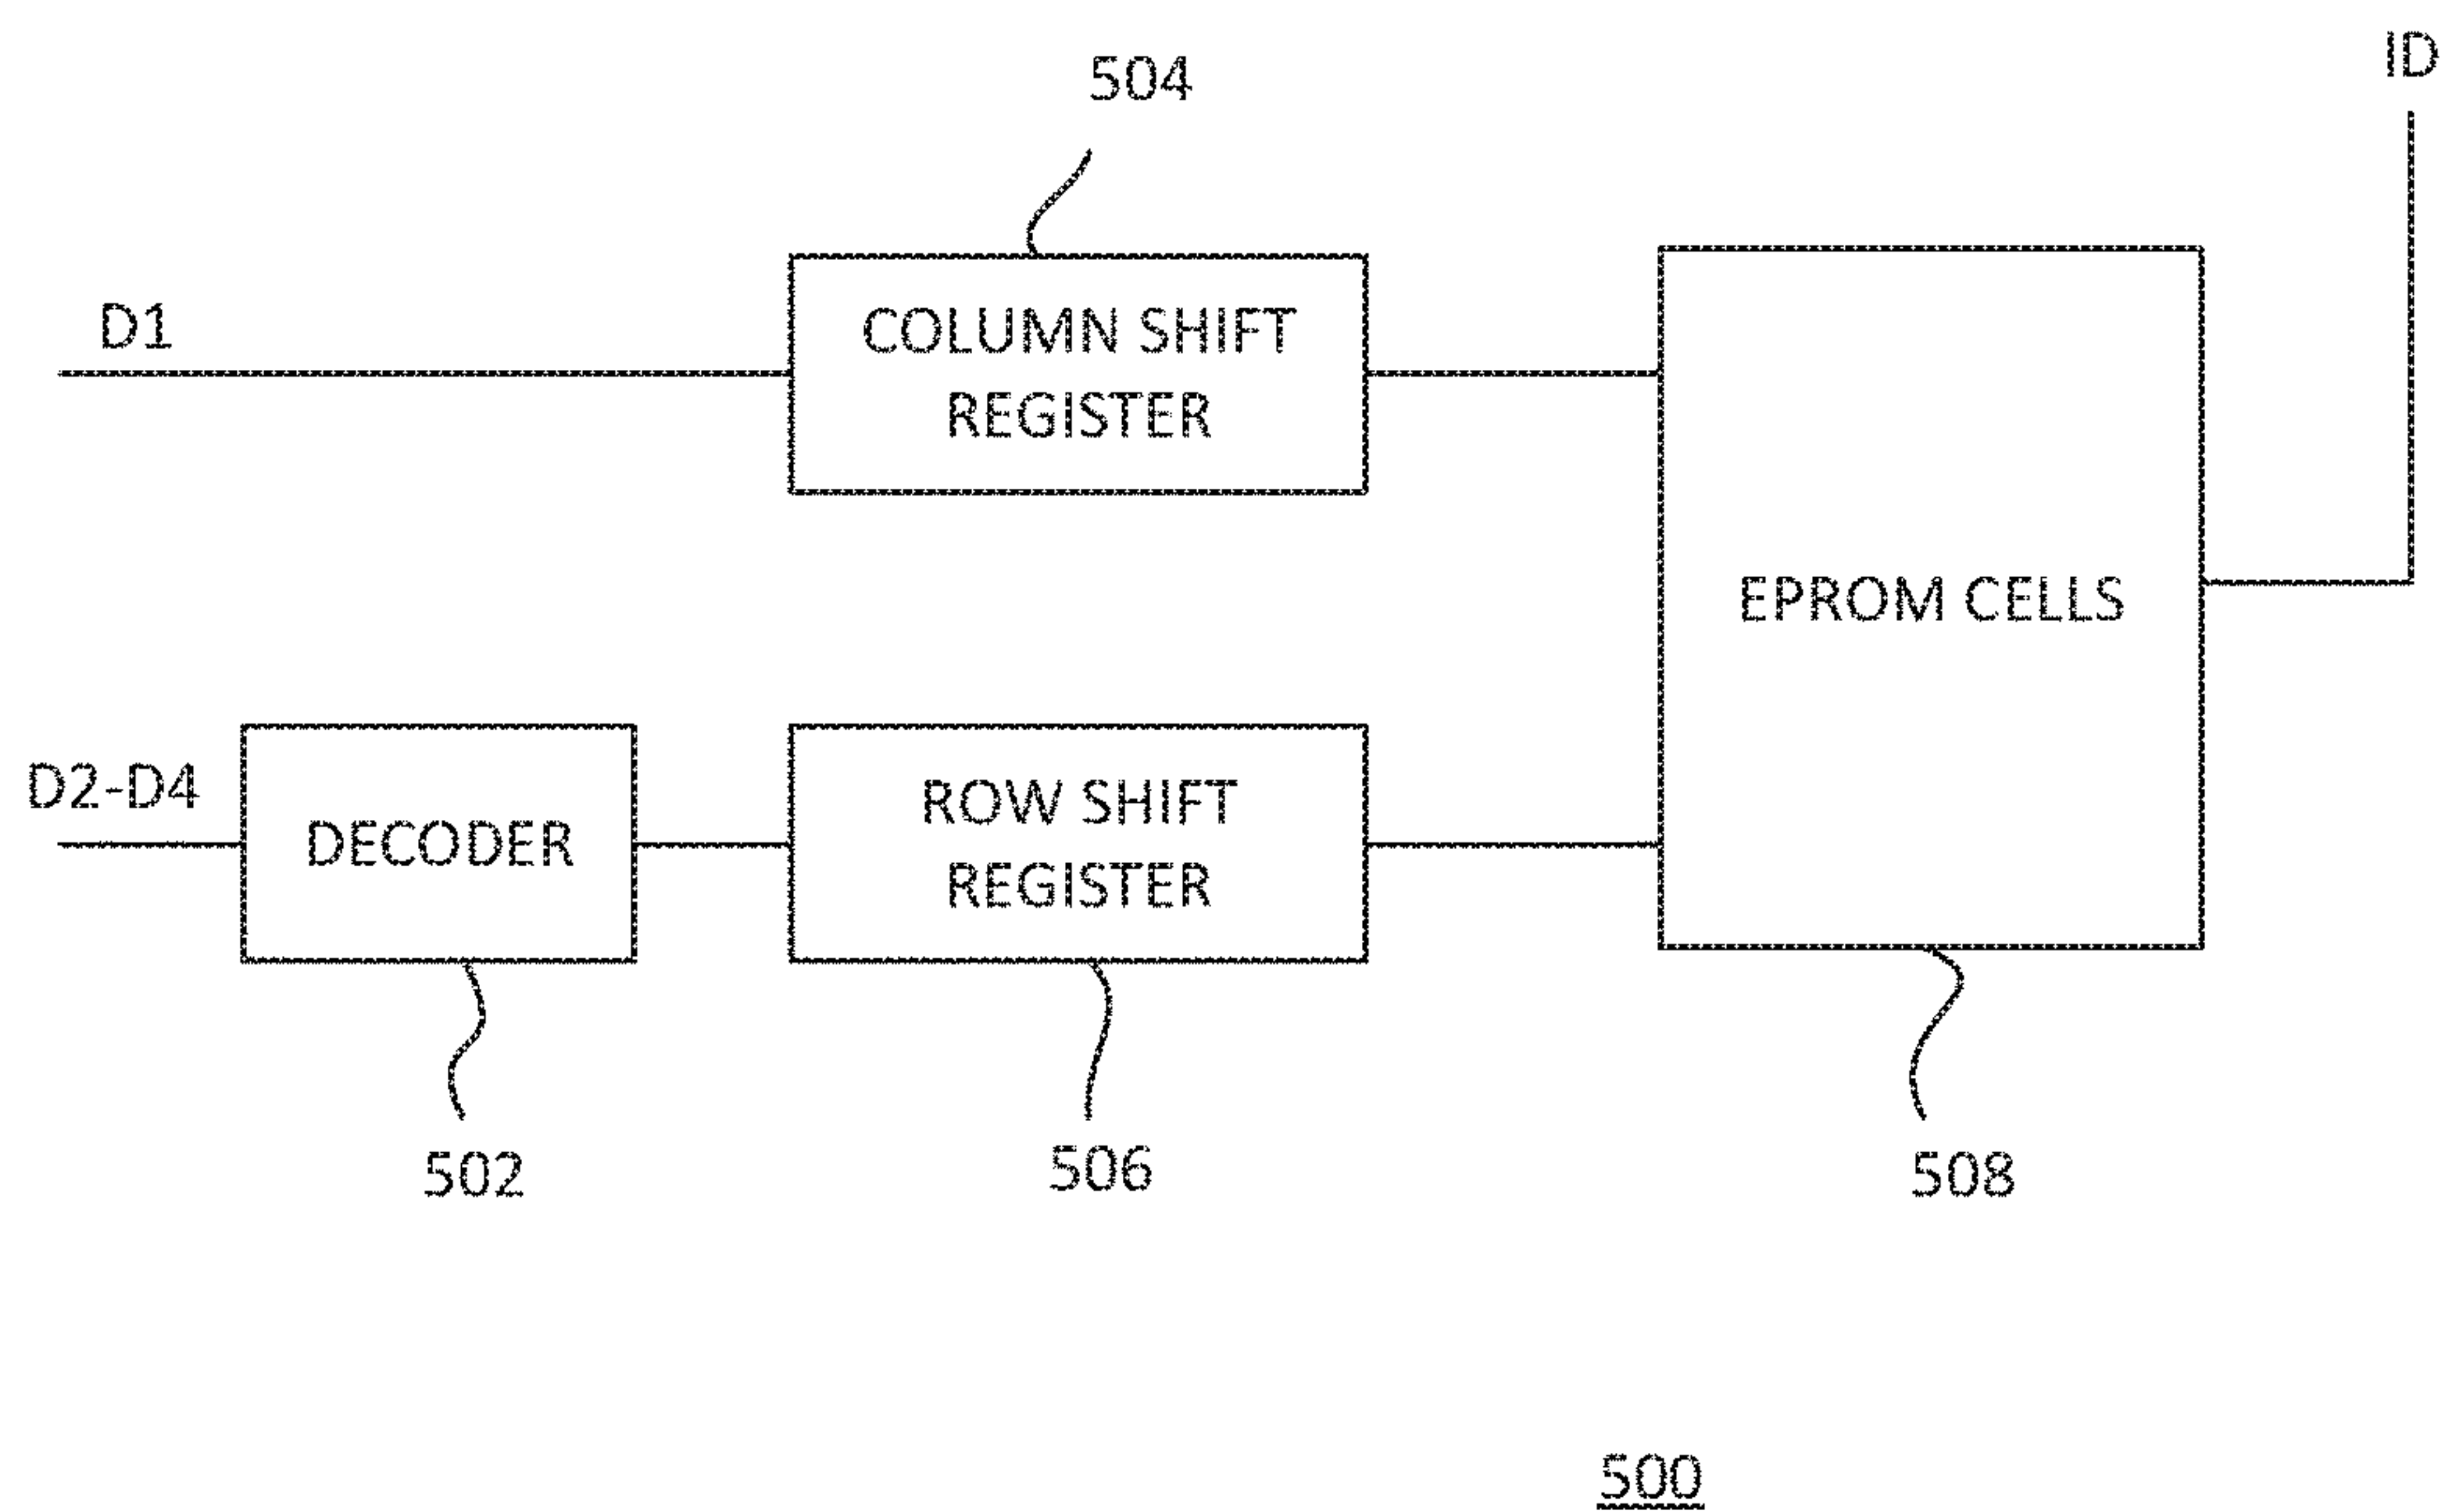 ID
504
D1
COLUMN SHIFT
REGISTER
EPROM CELLS
D2-D4
DECODER
ROW SHIFT
REGISTER
502
506
508
500